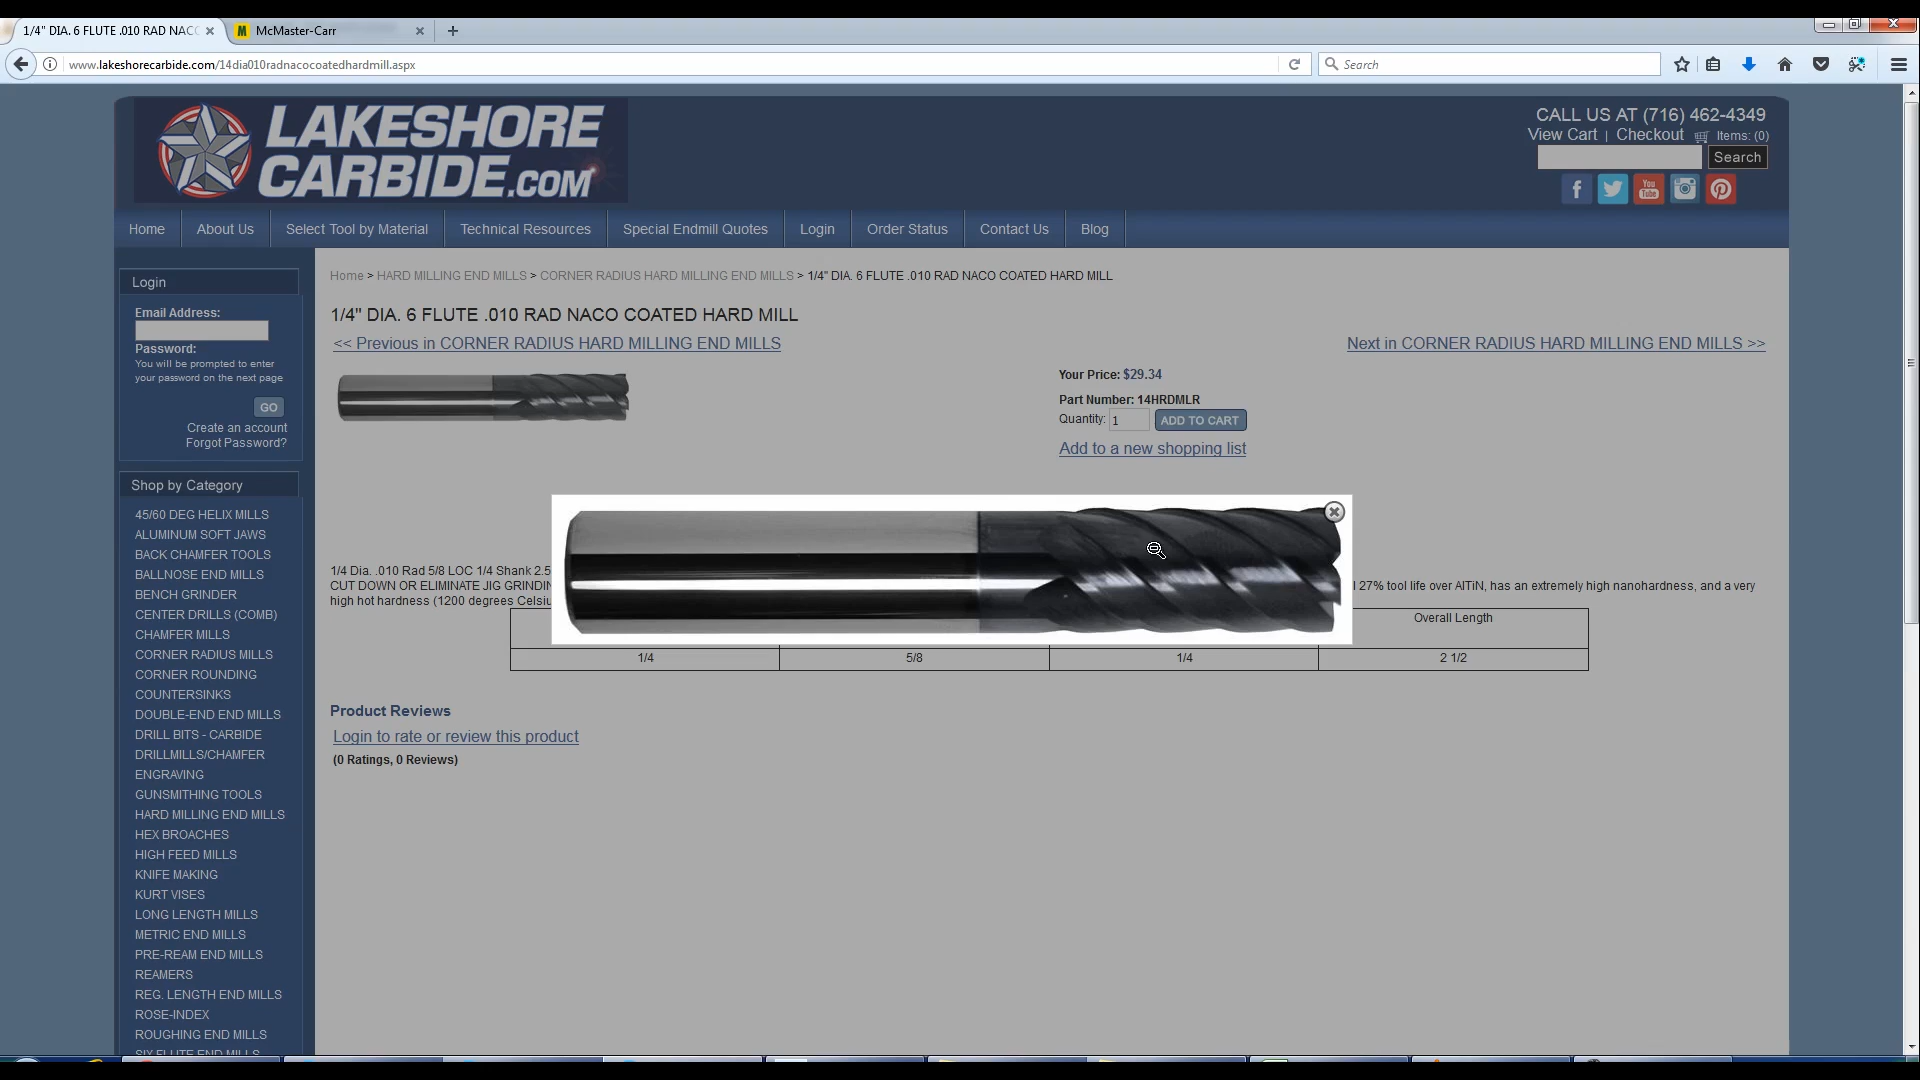 1/4" DIA. 6 FLUTE .010 RAD NACO
McMaster-Carr
www.lakeshorecarbide.com/14dia010radnacocoatedhardmill.aspx
Search
LAKESHORE
CARBIDE.COM
CALL US AT (716) 462-4349
View Cart | Checkout Items: (0)
Search
You
Tube
Home
About Us
Select Tool by Material
Technical Resources
Special Endmill Quotes
Login
Order Status
Contact Us
Blog
Login
Email Address:
Password:
You will be prompted to enter
your password on the next page
GO
Create an account
Forgot Password?
Shop by Category
45/60 DEG HELIX MILLS
ALUMINUM SOFT JAWS
BACK CHAMFER TOOLS
BALLNOSE END MILLS
BENCH GRINDER
CENTER DRILLS (COMB)
CHAMFER MILLS
CORNER RADIUS MILLS
CORNER ROUNDING
COUNTERSINKS
DOUBLE-END END MILLS
DRILL BITS - CARBIDE
DRILLMILLS/CHAMFER
ENGRAVING
GUNSMITHING TOOLS
HARD MILLING END MILLS
HEX BROACHES
HIGH FEED MILLS
KNIFE MAKING
KURT VISES
LONG LENGTH MILLS
METRIC END MILLS
PRE-REAM END MILLS
REAMERS
REG. LENGTH END MILLS
ROSE-INDEX
ROUGHING END MILLS
SIX FLUTE END MILLS
Home > HARD MILLING END MILLS > CORNER RADIUS HARD MILLING END MILLS > 1/4" DIA. 6 FLUTE .010 RAD NACO COATED HARD MILL
1/4" DIA. 6 FLUTE .010 RAD NACO COATED HARD MILL
<< Previous in CORNER RADIUS HARD MILLING END MILLS
Next in CORNER RADIUS HARD MILLING END MILLS >>
Your Price: $29.34
Part Number: 14HRDMLR
Quantity: 1 ADD TO CART
Add to a new shopping list
1/4 Dia. .010 Rad 5/8 LOC 1/4 Shank 2.5
CUT DOWN OR ELIMINATE JIG GRINDIN
27% tool life over AlTiN, has an extremely high nanohardness, and a very
high hot hardness (1200 degrees Celsiu
Overall Length
1/4 5/8 1/4 2 1/2
Product Reviews
Login to rate or review this product
(0 Ratings, 0 Reviews)